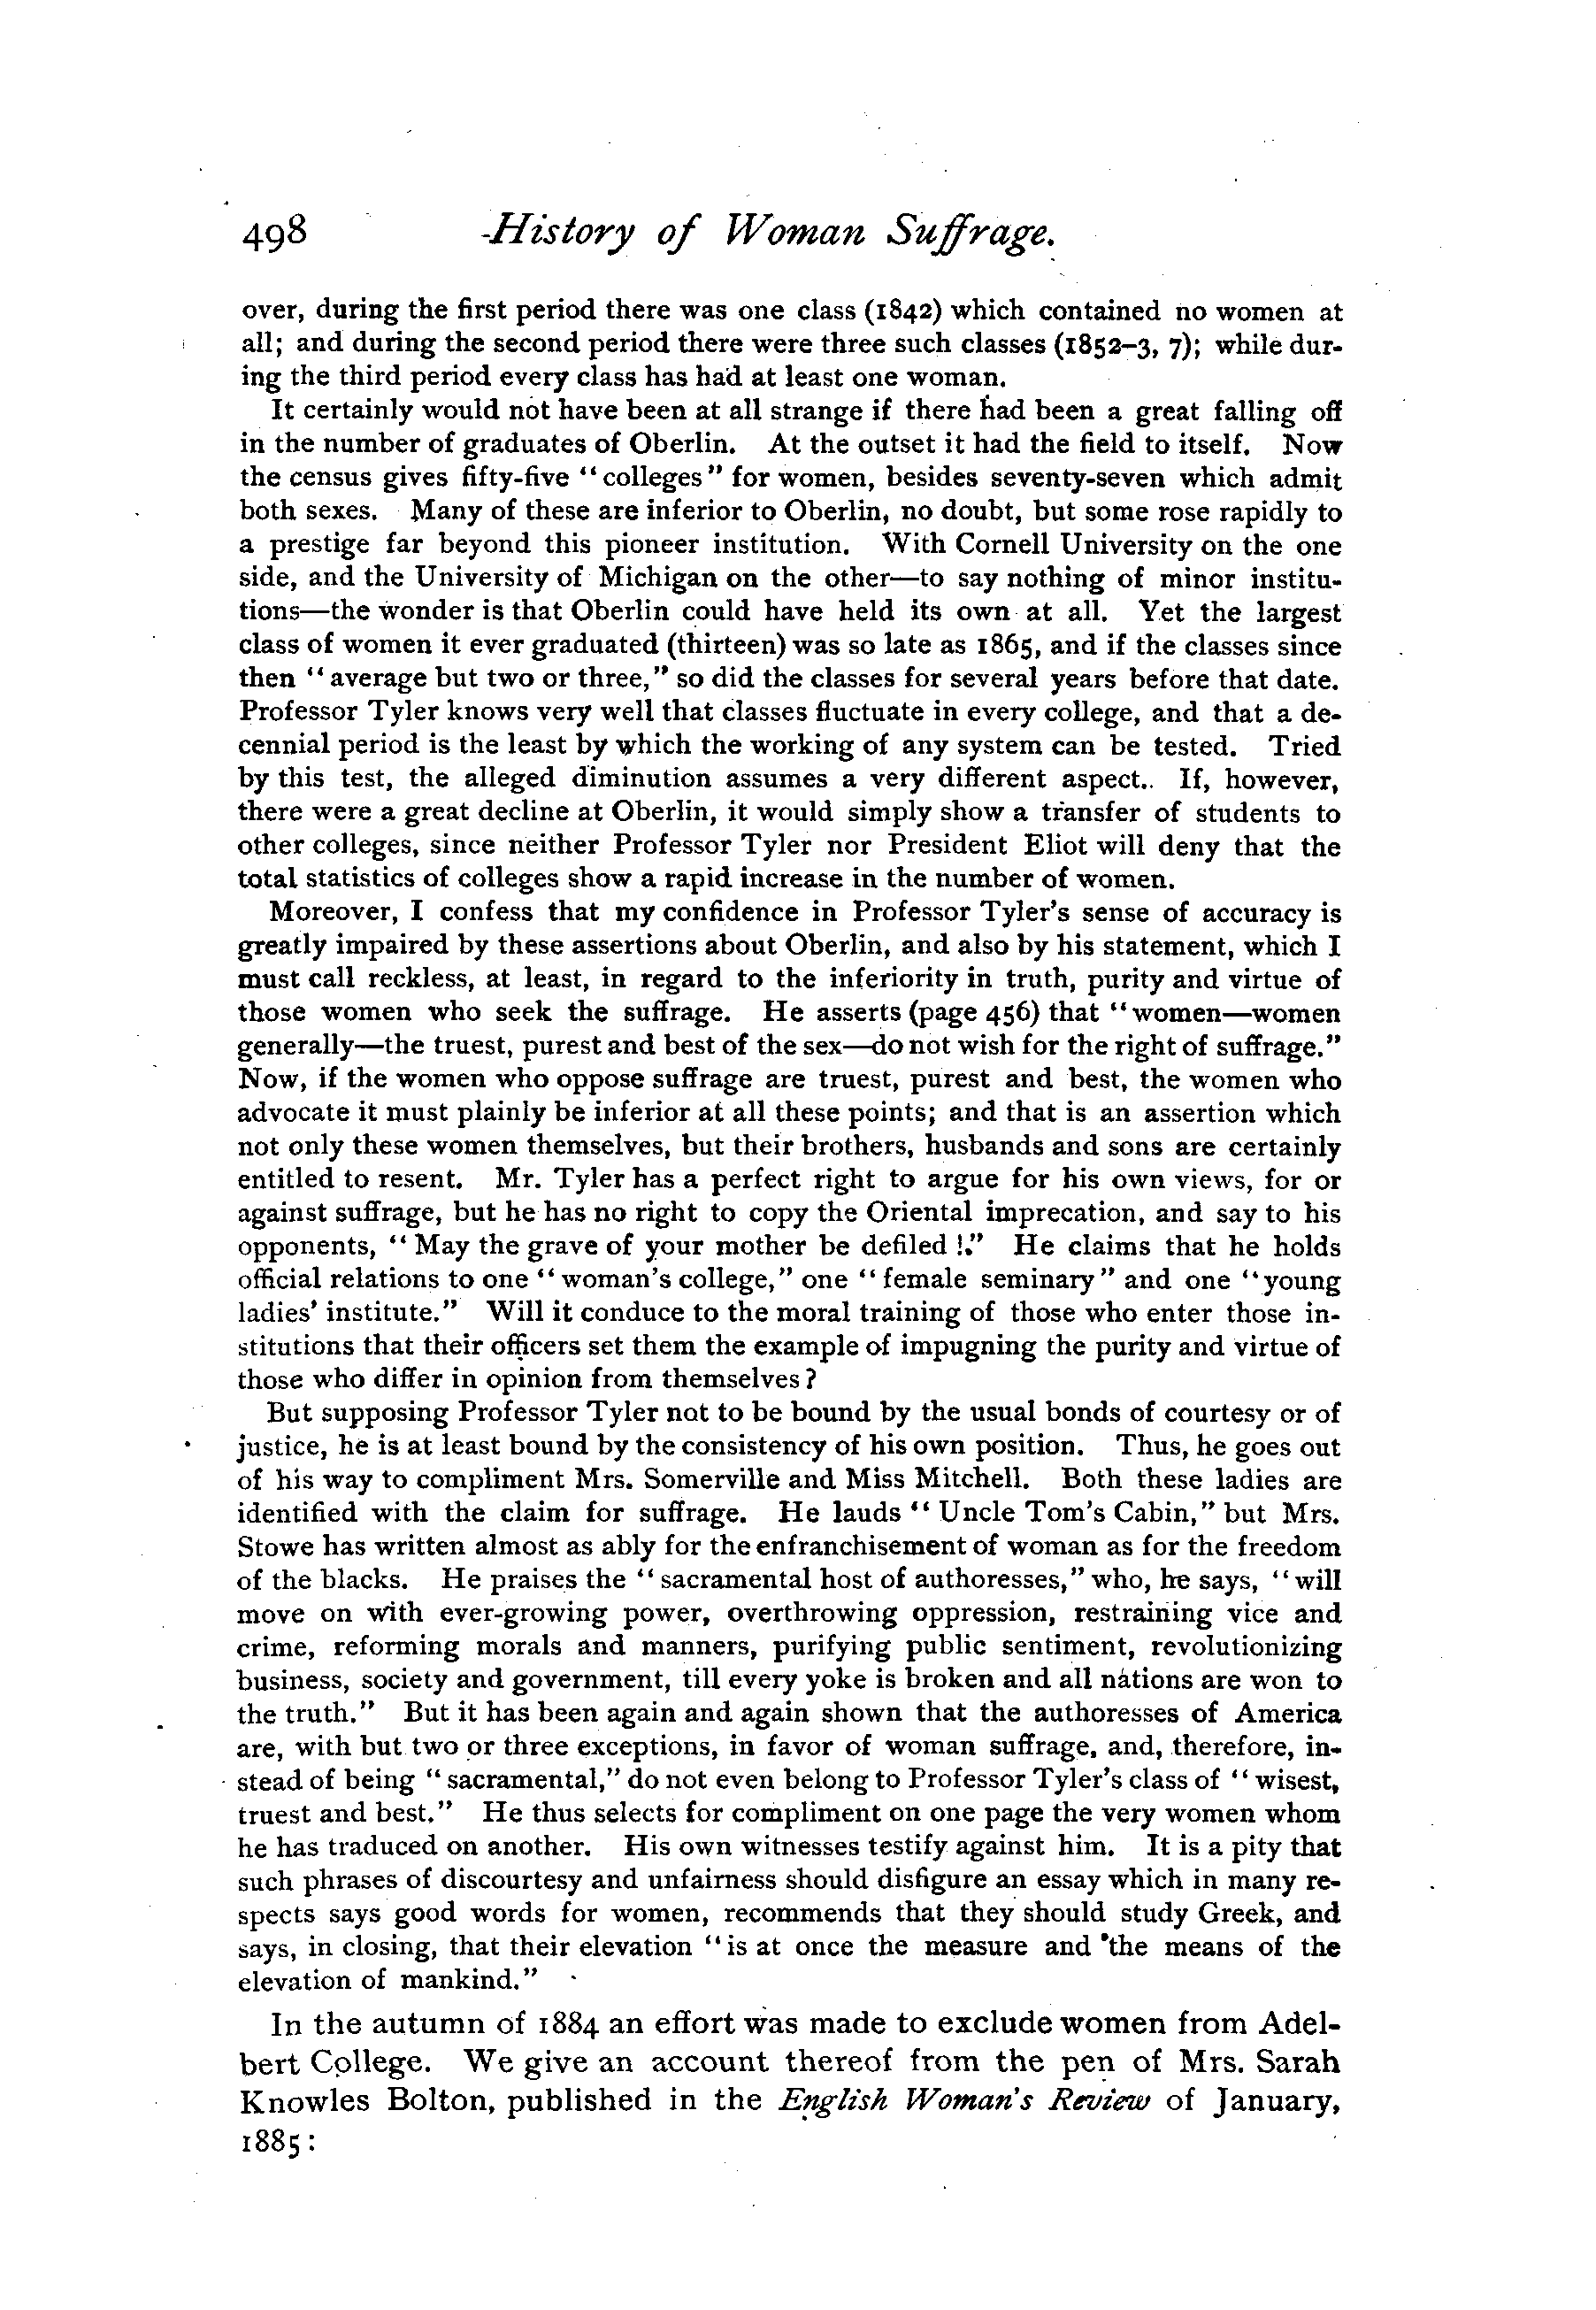 498 History of Woman Suffrage.
over, during the first period there was one class (1842) which contained no women at
all; and during the second period there were three such classes (1852–3, 7); while dur-
ing the third period every class has had at least one woman.
It certainly would not have been at all strange if there had been a great falling off
in the number of graduates of Oberlin. At the outset it had the field to itself. Now
the census gives fifty-five "colleges" for women, besides seventy-seven which admit
both sexes. Many of these are inferior to Oberlin, no doubt, but some rose rapidly to
a prestige far beyond this pioneer institution. With Cornell University on the one
side, and the University of Michigan on the other—to say nothing of minor institu-
tions—the wonder is that Oberlin could have held its own at all. Yet the largest
class of women it ever graduated (thirteen) was so late as 1865, and if the classes since
then "average but two or three," so did the classes for several years before that date.
Professor Tyler knows very well that classes fluctuate in every college, and that a de-
cennial period is the least by which the working of any system can be tested. Tried
by this test, the alleged diminution assumes a very different aspect.. If, however,
there were a great decline at Oberlin, it would simply show a transfer of students to
other colleges, since neither Professor Tyler nor President Eliot will deny that the
total statistics of colleges show a rapid increase in the number of women.
Moreover, I confess that my confidence in Professor Tyler's sense of accuracy is
greatly impaired by these assertions about Oberlin, and also by his statement, which I
must call reckless, at least, in regard to the inferiority in truth, purity and virtue of
those women who seek the suffrage. He asserts (page 456) that "women—women
generally—the truest, purest and best of the sex—do not wish for the right of suffrage."
Now, if the women who oppose suffrage are truest, purest and best, the women who
advocate it must plainly be inferior at all these points; and that is an assertion which
not only these women themselves, but their brothers, husbands and sons are certainly
entitled to resent. Mr. Tyler has a perfect right to argue for his own views, for or
against suffrage, but he has no right to copy the Oriental imprecation, and say to his
opponents, "May the grave of your mother be defiled!." He claims that he holds
official relations to one "woman's college," one "female seminary" and one "young
ladies' institute." Will it conduce to the moral training of those who enter those in-
stitutions that their officers set them the example of impugning the purity and virtue of
those who differ in opinion from themselves?
But supposing Professor Tyler not to be bound by the usual bonds of courtesy or of
justice, he is at least bound by the consistency of his own position. Thus, he goes out
of his way to compliment Mrs. Somerville and Miss Mitchell. Both these ladies are
identified with the claim for suffrage. He lauds "Uncle Tom's Cabin," but Mrs.
Stowe has written almost as ably for the enfranchisement of woman as for the freedom
of the blacks. He praises the "sacramental host of authoresses," who, he says, "will
move on with ever-growing power, overthrowing oppression, restraining vice and
crime, reforming morals and manners, purifying public sentiment, revolutionizing
business, society and government, till every yoke is broken and all nations are won to
the truth." But it has been again and again shown that the authoresses of America
are, with but two or three exceptions, in favor of woman suffrage, and, therefore, in-
stead of being "sacramental," do not even belong to Professor Tyler's class of "wisest,
truest and best." He thus selects for compliment on one page the very women whom
he has traduced on another. His own witnesses testify against him. It is a pity that
such phrases of discourtesy and unfairness should disfigure an essay which in many re-
spects says good words for women, recommends that they should study Greek, and
says, in closing, that their elevation "is at once the measure and the means of the
elevation of mankind."
In the autumn of 1884 an effort was made to exclude women from Adel-
bert College. We give an account thereof from the pen of Mrs. Sarah
Knowles Bolton, published in the English Woman's Review of January,
1885: